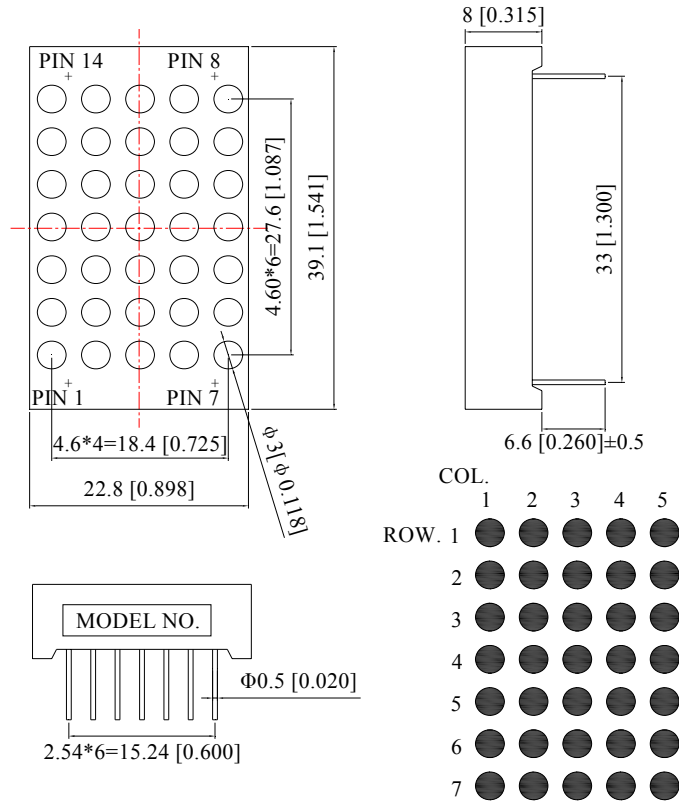 8 [0.315]
PIN 14 PIN 8
4.60*6=27.6 [1.087]
39.1 [1.541]
33 [1.300]
PIN 1 PIN 7
4.6*4=18.4 [0.725]
22.8 [0.898]
ф3[ф0.118]
6.6 [0.260]±0.5
COL.
1 2 3 4 5
ROW. 1
2
3
4
5
6
7
MODEL NO.
Φ0.5 [0.020]
2.54*6=15.24 [0.600]